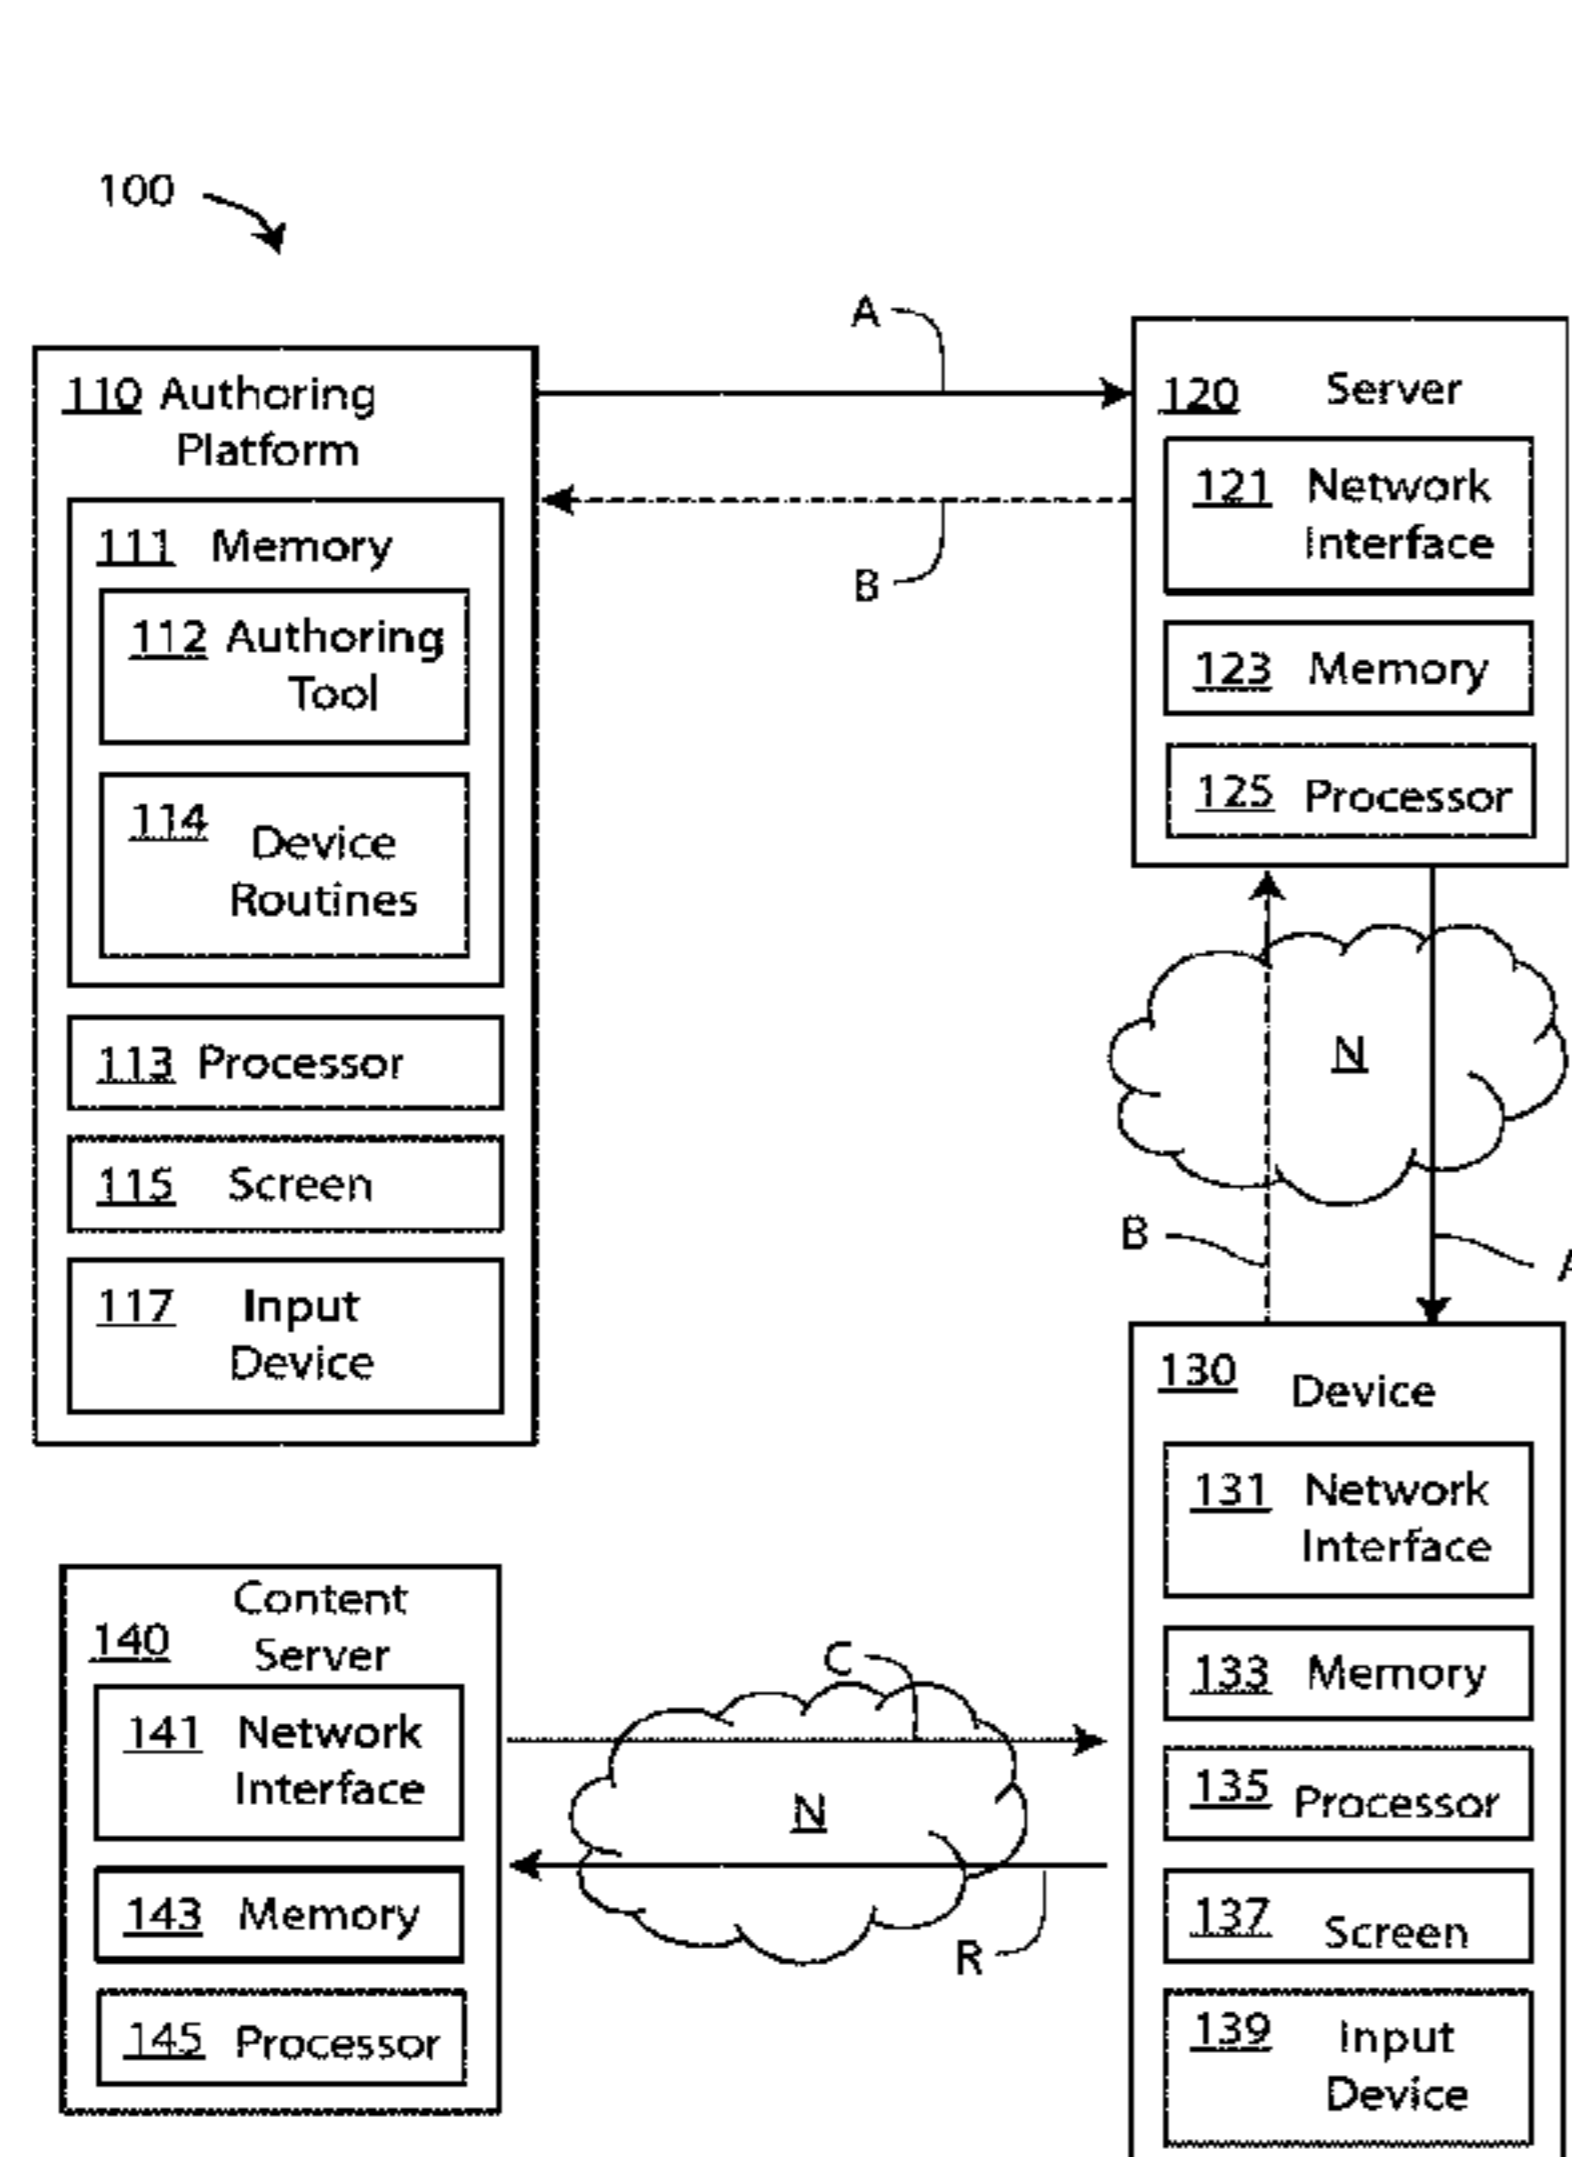 100
A
110 Authoring
Platform
111 Memory
112 Authoring
Tool
114 Device
Routines
113 Processor
115 Screen
117 Input
Device
B
120 Server
121 Network
Interface
123 Memory
125 Processor
N
B
A
130 Device
131 Network
Interface
133 Memory
135 Processor
137 Screen
139 Input
Device
Content
140 Server
141 Network
Interface
143 Memory
145 Processor
C
N
R